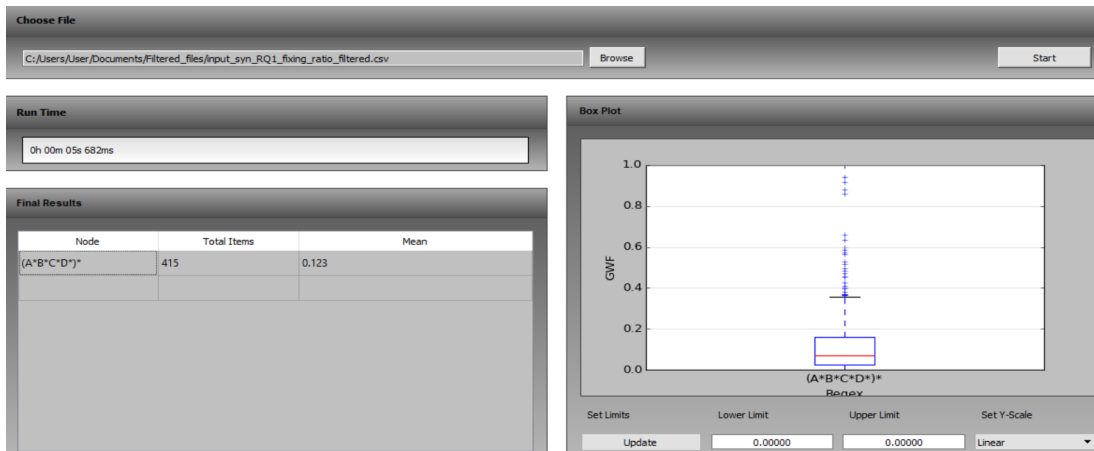 Choose File
C:/Users/User/Documents/Filtered_files/input_syn_RQ1_fixing_ratio_filtered.csv
Browse
Start
Run Time
0h 00m 05s 682ms
Final Results
Node Total Items Mean
(A*B*C*D*)* 415 0.123
Box Plot
1.0
0.8
0.6
0.4
0.2
0.0
GWF
(A*B*C*D*)*
Regex
Set Limits Lower Limit Upper Limit Set Y-Scale
Update 0.00000 0.00000 Linear